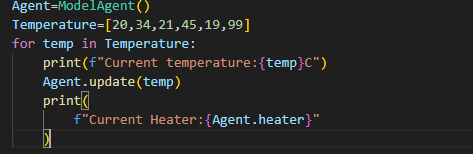 Agent=ModelAgent()
Temperature=[20,34,21,45,19,99]
for temp in Temperature:
    print(f"Current temperature:{temp}C")
    Agent.update(temp)
    print(
        f"Current Heater:{Agent.heater}"
    )